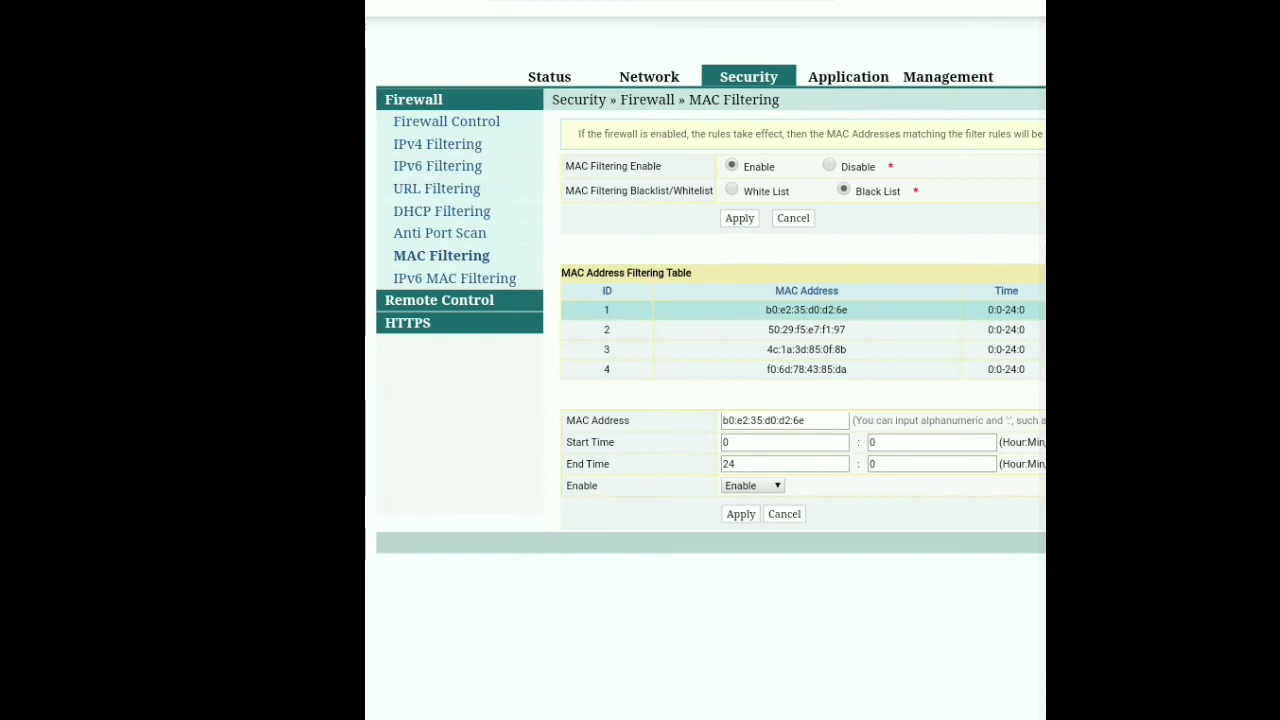 Status Network Security Application Management
Firewall
Security » Firewall » MAC Filtering
Firewall Control
IPv4 Filtering
IPv6 Filtering
URL Filtering
DHCP Filtering
Anti Port Scan
MAC Filtering
IPv6 MAC Filtering
Remote Control
HTTPS
If the firewall is enabled, the rules take effect, then the MAC Addresses matching the filter rules will be
MAC Filtering Enable Enable Disable *
MAC Filtering Blacklist/Whitelist White List Black List *
Apply Cancel
MAC Address Filtering Table
ID MAC Address Time
1 b0:e2:35:d0:d2:6e 0:0-24:0
2 50:29:f5:e7:f1:97 0:0-24:0
3 4c:1a:3d:85:0f:8b 0:0-24:0
4 f0:6d:78:43:85:da 0:0-24:0
MAC Address b0:e2:35:d0:d2:6e (You can input alphanumeric and ':', such a
Start Time 0 : 0 (Hour:Min,
End Time 24 : 0 (Hour:Min,
Enable Enable
Apply Cancel